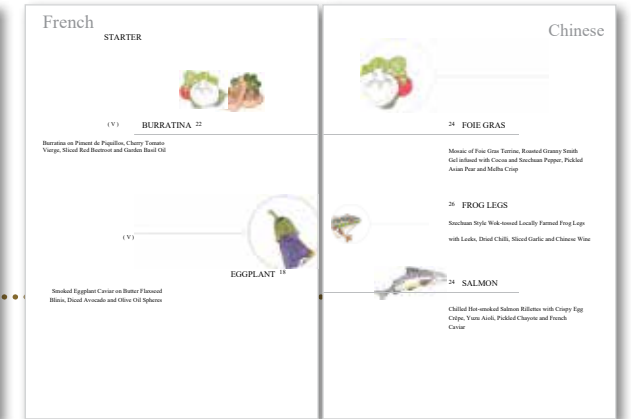 French
STARTER
( V ) BURRATINA 22
Burratina on Piment de Piquillos, Cherry Tomato
Vierge, Sliced Red Beetroot and Garden Basil Oil
( V )
EGGPLANT 18
Smoked Eggplant Caviar on Butter Flaxseed
Blinis, Diced Avocado and Olive Oil Spheres
Chinese
24 FOIE GRAS
Mosaic of Foie Gras Terrine, Roasted Granny Smith
Gel infused with Cocoa and Szechuan Pepper, Pickled
Asian Pear and Melba Crisp
26 FROG LEGS
Szechuan Style Wok-tossed Locally Farmed Frog Legs
with Leeks, Dried Chilli, Sliced Garlic and Chinese Wine
24 SALMON
Chilled Hot-smoked Salmon Rillettes with Crispy Egg
Crêpe, Yuzu Aioli, Pickled Chayote and French
Caviar